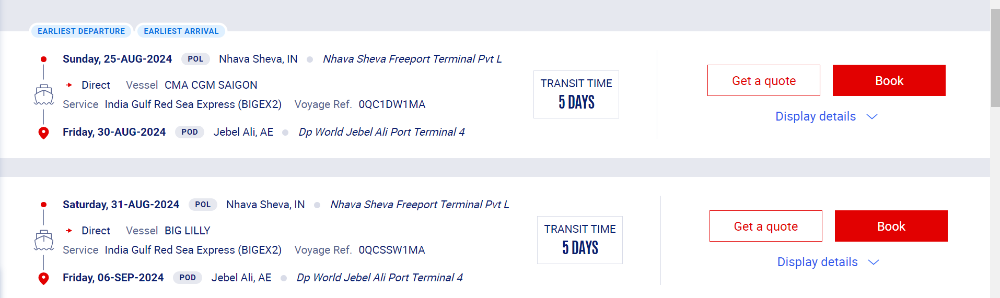 EARLIEST DEPARTURE EARLIEST ARRIVAL
Sunday, 25-AUG-2024 POL Nhava Sheva, IN Nhava Sheva Freeport Terminal Pvt L
Direct Vessel CMA CGM SAIGON
Service India Gulf Red Sea Express (BIGEX2) Voyage Ref. 0QC1DW1MA
Friday, 30-AUG-2024 POD Jebel Ali, AE Dp World Jebel Ali Port Terminal 4
TRANSIT TIME
5 DAYS
Get a quote Book
Display details
Saturday, 31-AUG-2024 POL Nhava Sheva, IN Nhava Sheva Freeport Terminal Pvt L
Direct Vessel BIG LILLY
Service India Gulf Red Sea Express (BIGEX2) Voyage Ref. 0QCSSW1MA
Friday, 06-SEP-2024 POD Jebel Ali, AE Dp World Jebel Ali Port Terminal 4
TRANSIT TIME
5 DAYS
Get a quote Book
Display details